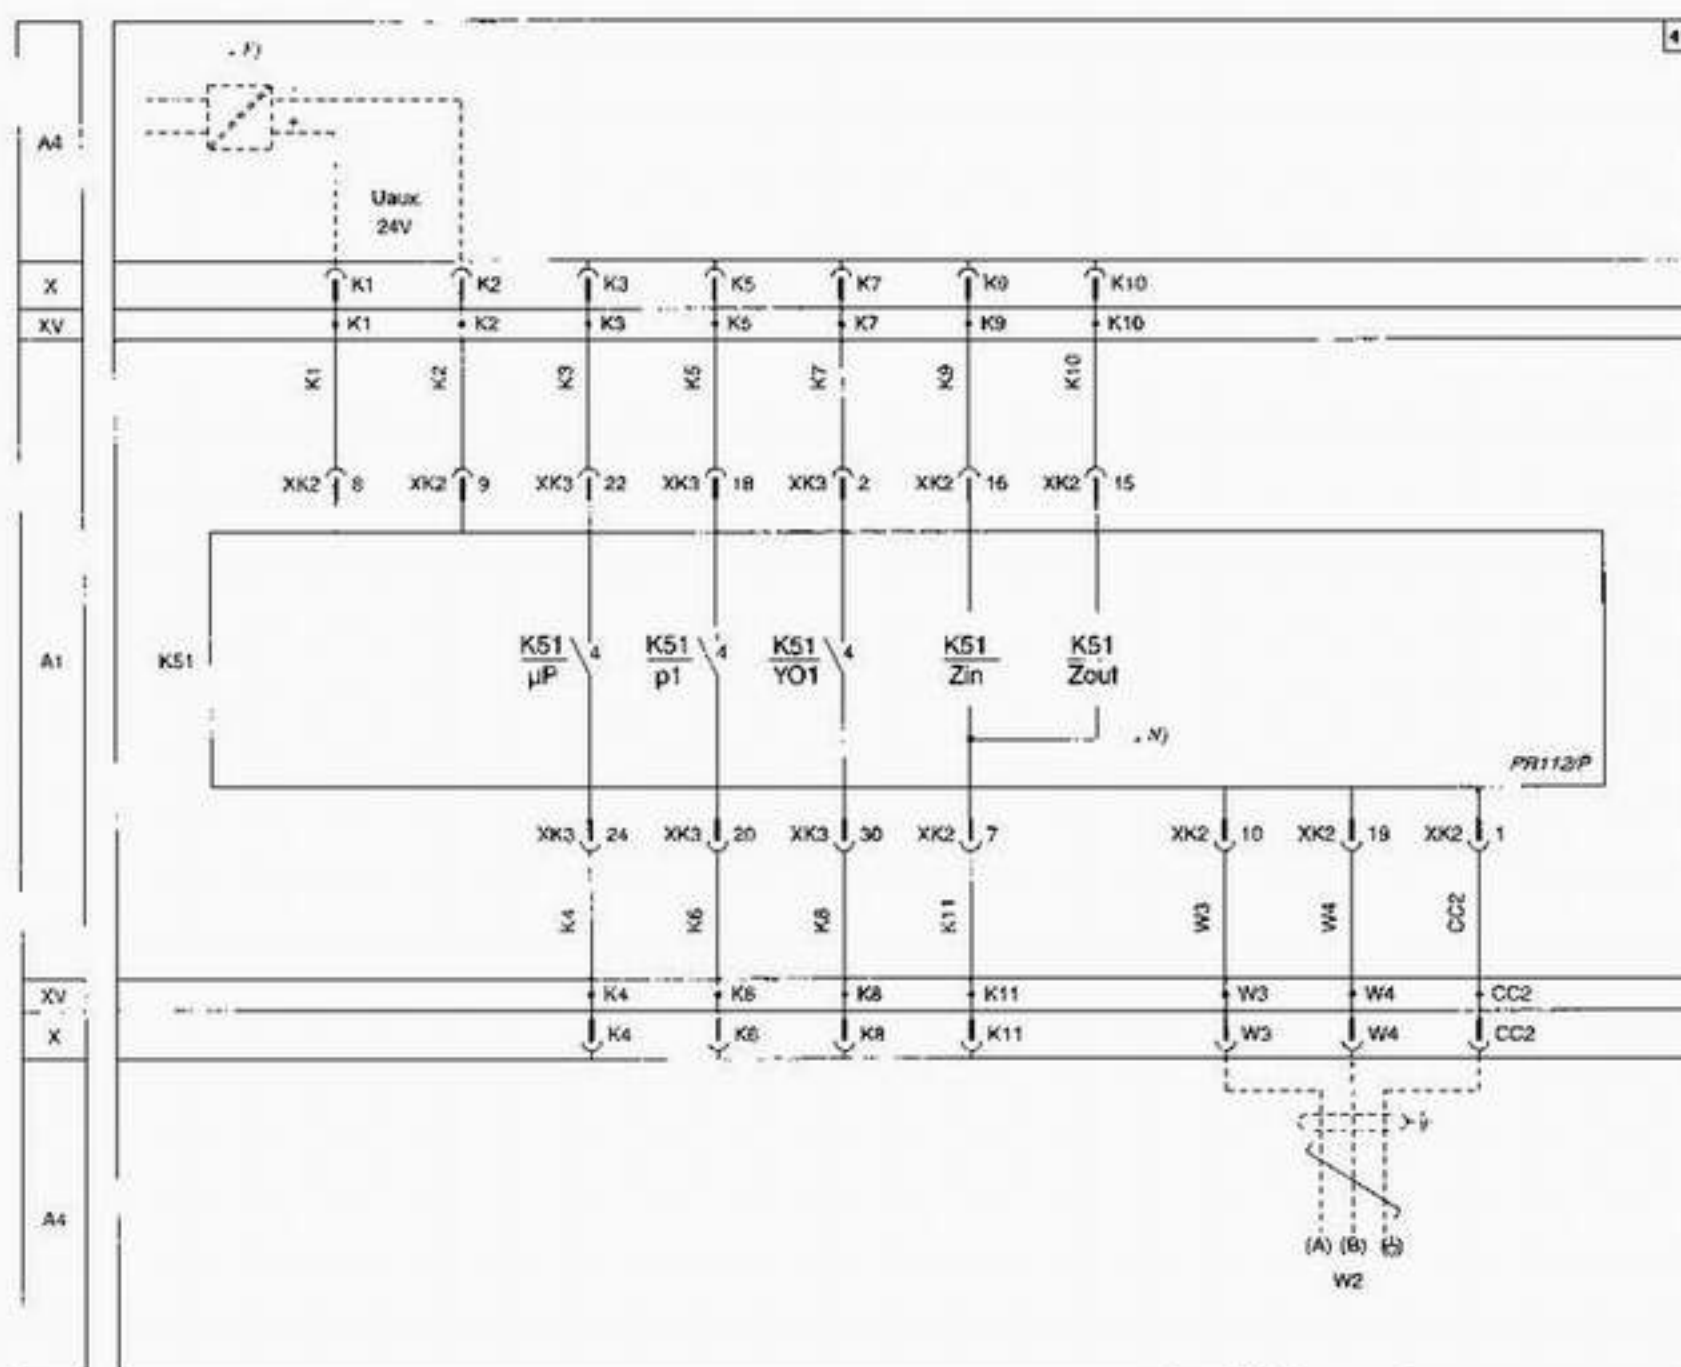 4
. F)
A4
+
Uaux.
24V
X K1 K2 K3 K5 K7 K9 K10
XV K1 K2 K3 K5 K7 K9 K10
K1 K2 K3 K5 K7 K9 K10
XK2 8 XK2 9 XK3 22 XK3 18 XK3 2 XK2 16 XK2 15
A1 K51
K51 4 K51 4 K51 4 K51 K51
µP p1 YO1 Zin Zout
. N)
PR112/P
XK3 24 XK3 20 XK3 30 XK2 7 XK2 10 XK2 19 XK2 1
K4 K6 K8 K11 W3 W4 CC2
XV K4 K6 K8 K11 W3 W4 CC2
X K4 K6 K8 K11 W3 W4 CC2
A4
(A) (B)
W2